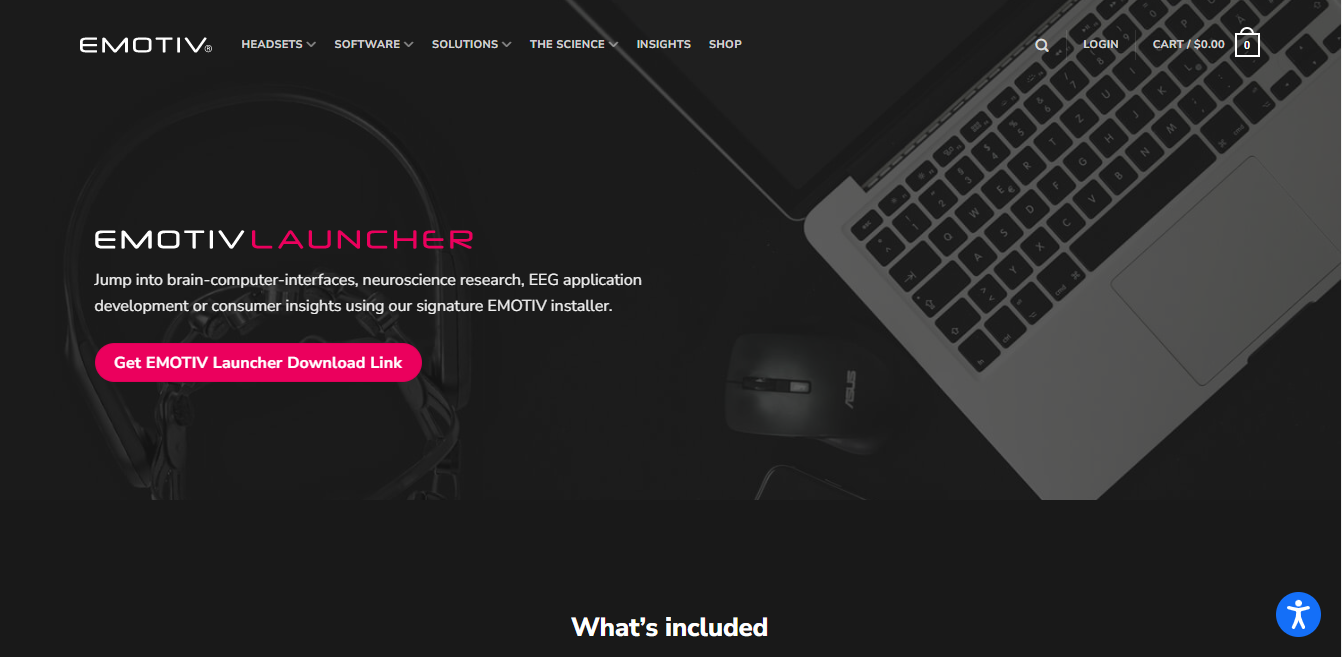 EMOTIV®
HEADSETS
SOFTWARE
SOLUTIONS
THE SCIENCE
INSIGHTS
SHOP
LOGIN
CART / $0.00
0
EMOTIV LAUNCHER
Jump into brain-computer-interfaces, neuroscience research, EEG application
development or consumer insights using our signature EMOTIV installer.
Get EMOTIV Launcher Download Link
ASUS
What's included